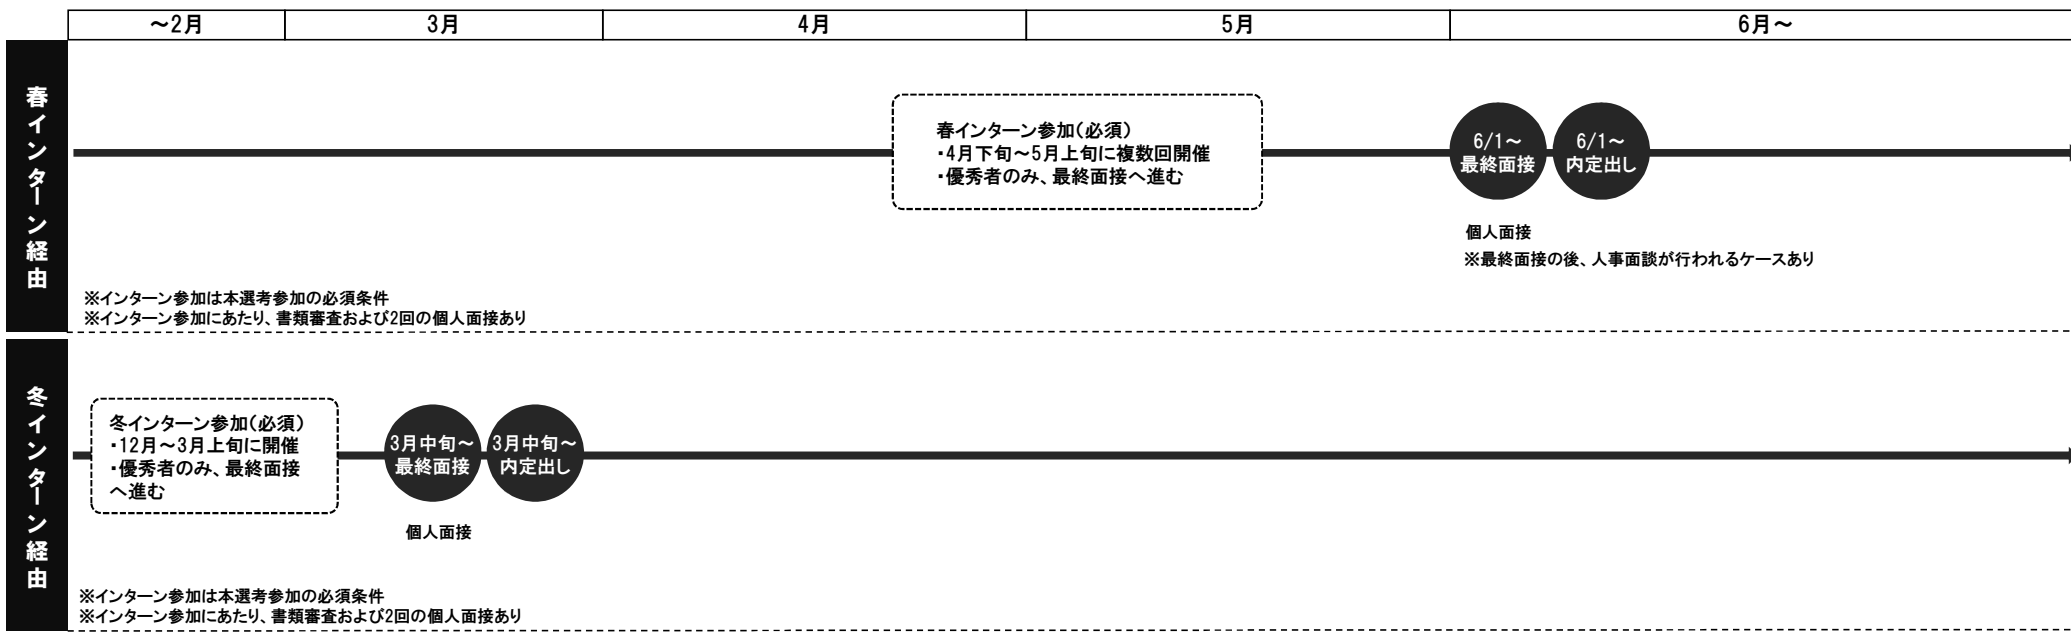 ～2月
3月
4月
5月
6月～
春インターン経由
春インターン参加（必須）
・4月下旬～5月上旬に複数回開催
・優秀者のみ、最終面接へ進む
6/1～
最終面接
6/1～
内定出し
個人面接
※最終面接の後、人事面談が行われるケースあり
※インターン参加は本選考参加の必須条件
※インターン参加にあたり、書類審査および2回の個人面接あり
冬インターン経由
冬インターン参加（必須）
・12月～3月上旬に開催
・優秀者のみ、最終面接
へ進む
3月中旬～
最終面接
3月中旬～
内定出し
個人面接
※インターン参加は本選考参加の必須条件
※インターン参加にあたり、書類審査および2回の個人面接あり